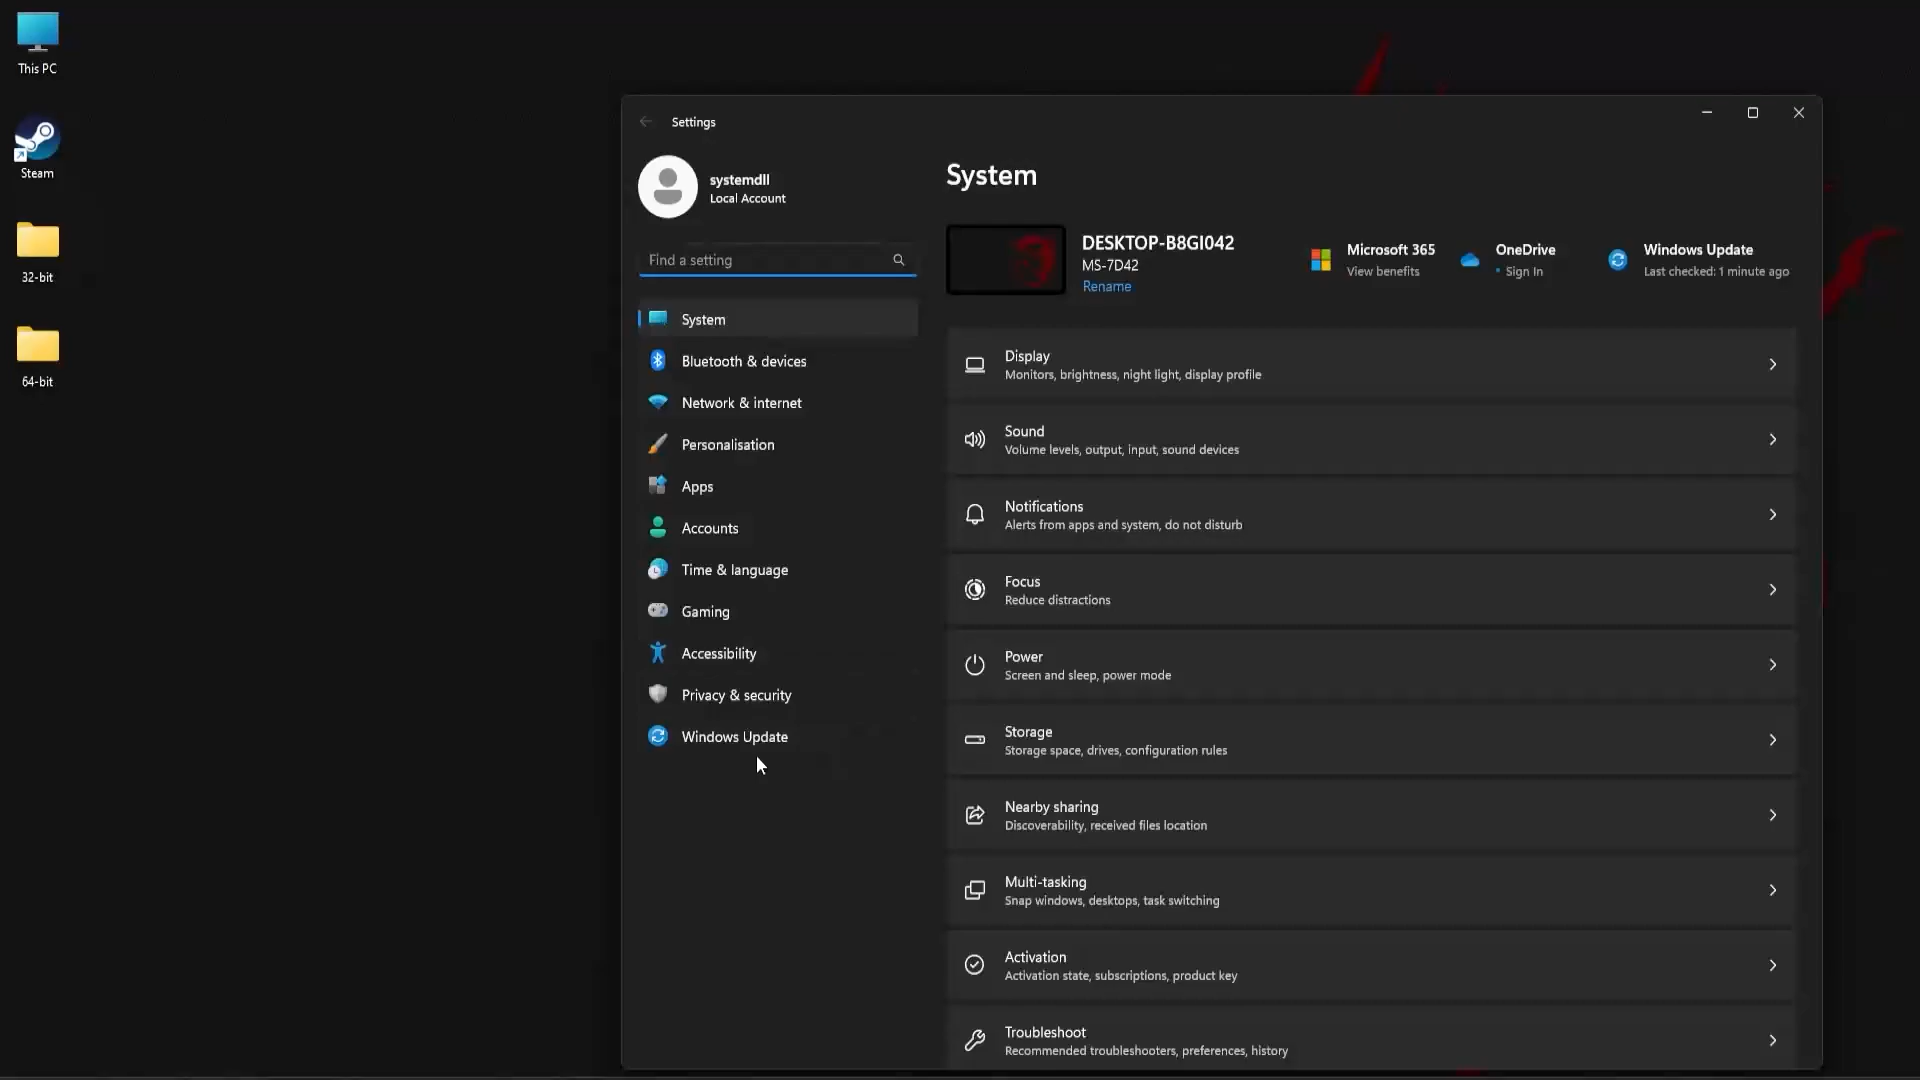 This PC
Steam
32-bit
64-bit
Settings
systemdll
Local Account
Find a setting
System
Bluetooth & devices
Network & internet
Personalisation
Apps
Accounts
Time & language
Gaming
Accessibility
Privacy & security
Windows Update
System
DESKTOP-B8GI042
MS-7D42
Rename
Microsoft 365
View benefits
OneDrive
• Sign In
Windows Update
Last checked: 1 minute ago
Display
Monitors, brightness, night light, display profile
Sound
Volume levels, output, input, sound devices
Notifications
Alerts from apps and system, do not disturb
Focus
Reduce distractions
Power
Screen and sleep, power mode
Storage
Storage space, drives, configuration rules
Nearby sharing
Discoverability, received files location
Multi-tasking
Snap windows, desktops, task switching
Activation
Activation state, subscriptions, product key
Troubleshoot
Recommended troubleshooters, preferences, history